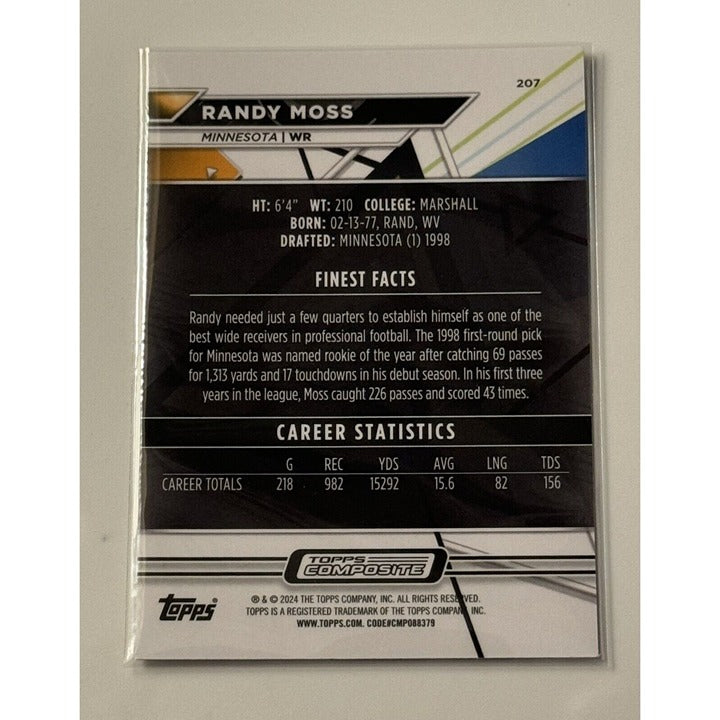 207
RANDY MOSS
MINNESOTA | WR
HT: 6'4" WT: 210 COLLEGE: MARSHALL
BORN: 02-13-77, RAND, WV
DRAFTED: MINNESOTA (1) 1998
FINEST FACTS
Randy needed just a few quarters to establish himself as one of the
best wide receivers in professional football. The 1998 first-round pick
for Minnesota was named rookie of the year after catching 69 passes
for 1,313 yards and 17 touchdowns in his debut season. In his first three
years in the league, Moss caught 226 passes and scored 43 times.
CAREER STATISTICS
G REC YDS AVG LNG TDS
CAREER TOTALS 218 982 15292 15.6 82 156
TOPPS
COMPOSITE
topps
® & © 2024 THE TOPPS COMPANY, INC. ALL RIGHTS RESERVED.
TOPPS IS A REGISTERED TRADEMARK OF THE TOPPS COMPANY, INC.
WWW.TOPPS.COM. CODE#CMP088379